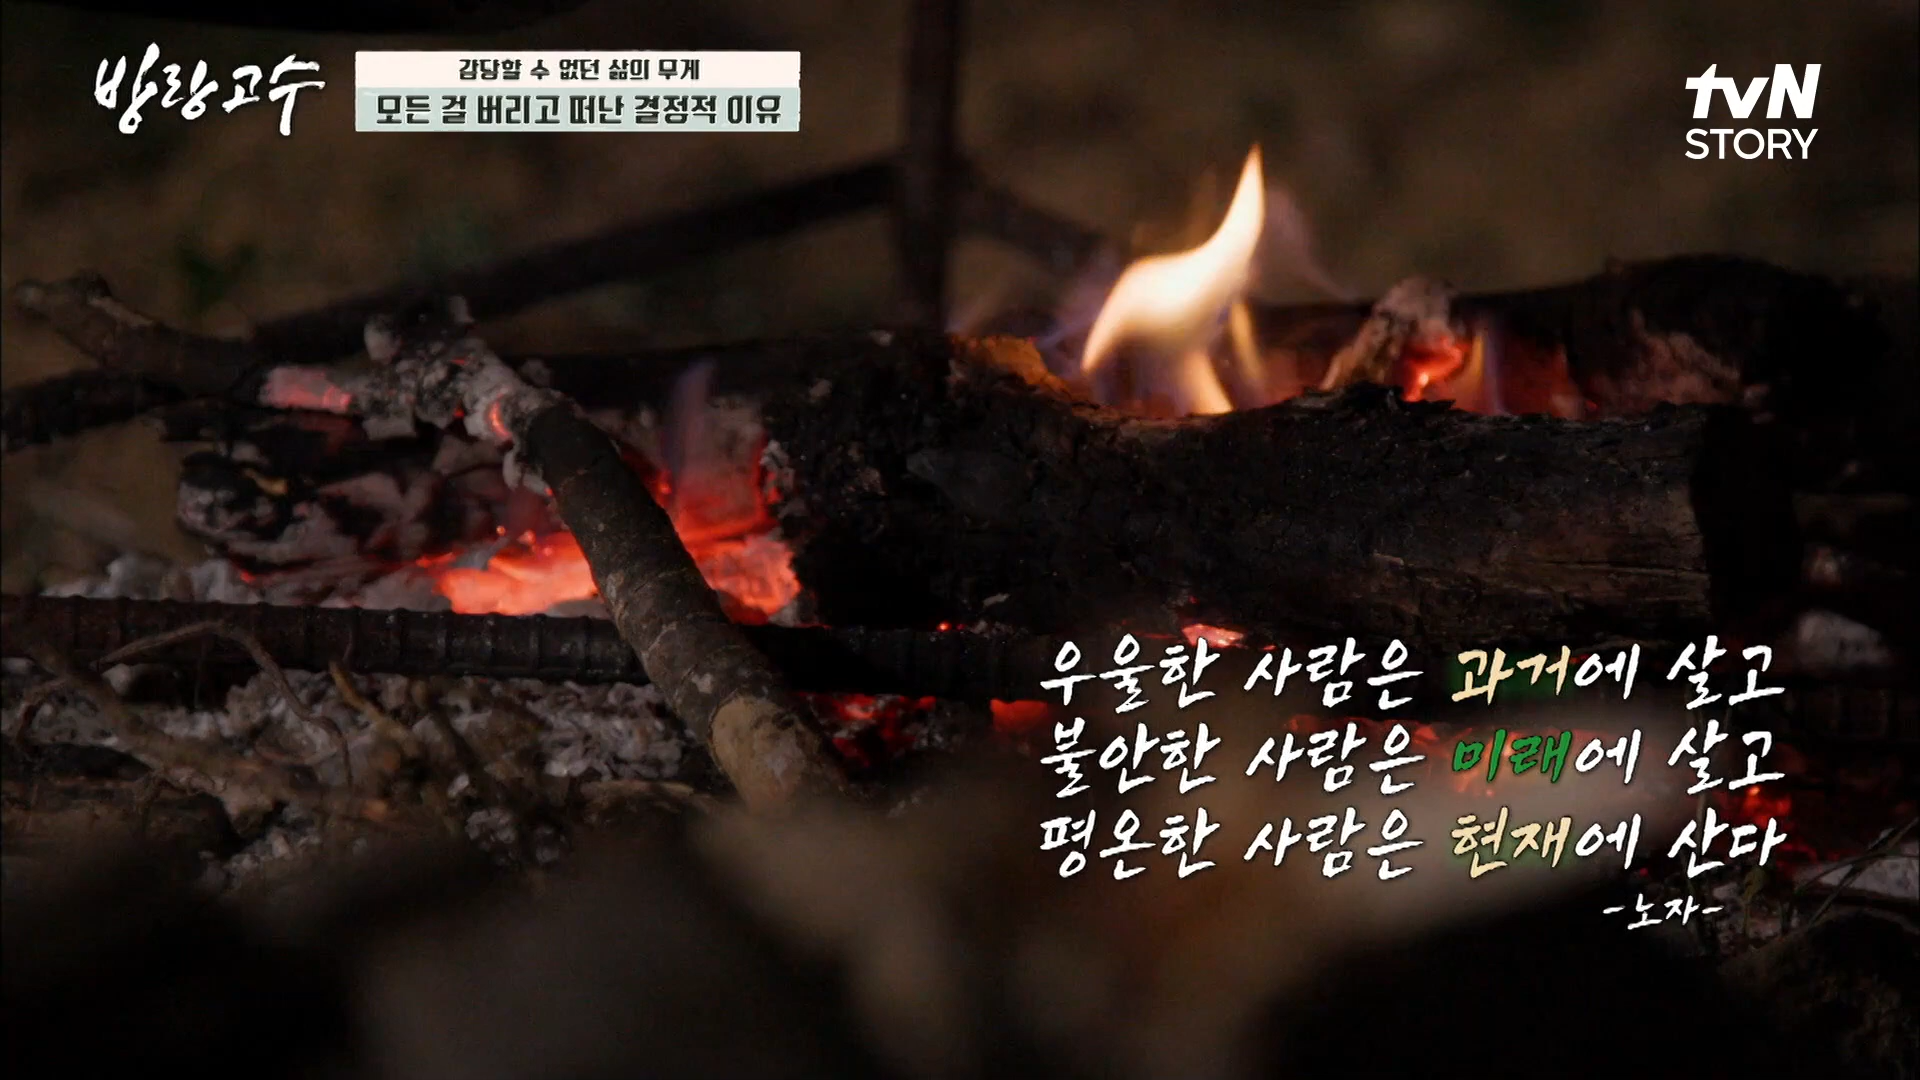 방랑고수
감당할 수 없던 삶의 무게
모든 걸 버리고 떠난 결정적 이유
tvN
STORY
우울한 사람은 과거에 살고
불안한 사람은 미래에 살고
평온한 사람은 현재에 산다
-노자-